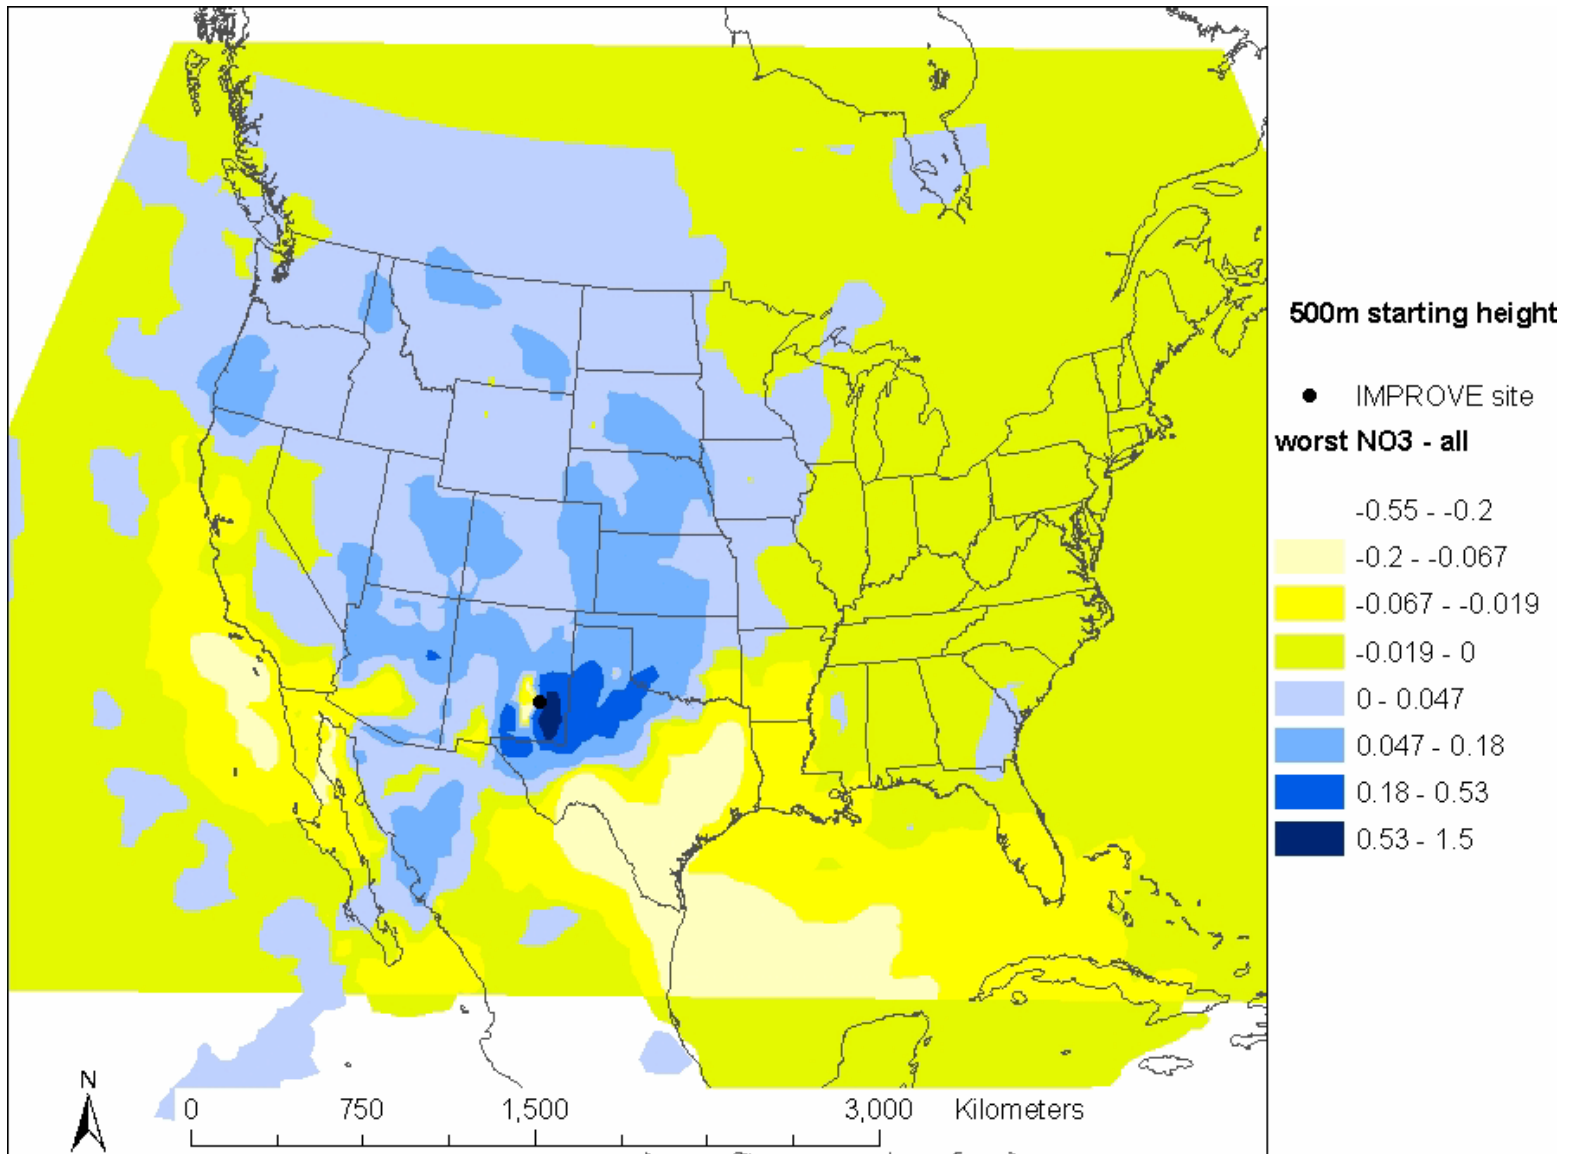 500m starting height
IMPROVE site
worst NO3 - all
-0.55 - -0.2
-0.2 - -0.067
-0.067 - -0.019
-0.019 - 0
0 - 0.047
0.047 - 0.18
0.18 - 0.53
0.53 - 1.5
N
0 750 1,500 3,000 Kilometers